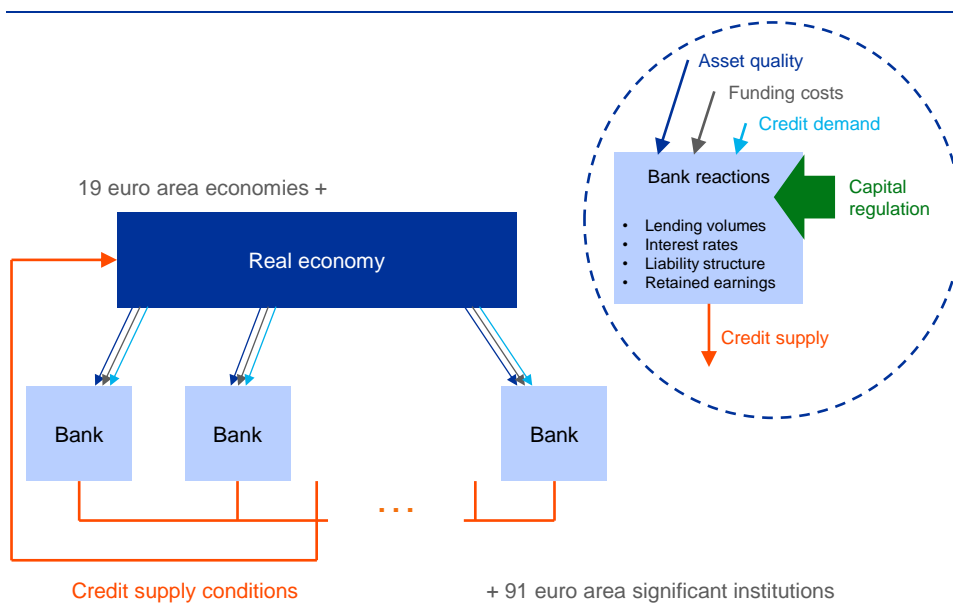 Asset quality
Funding costs
Credit demand
Bank reactions
• Lending volumes
• Interest rates
• Liability structure
• Retained earnings
Capital
regulation
Credit supply
19 euro area economies +
Real economy
Bank
Bank
Bank
...
Credit supply conditions
+ 91 euro area significant institutions